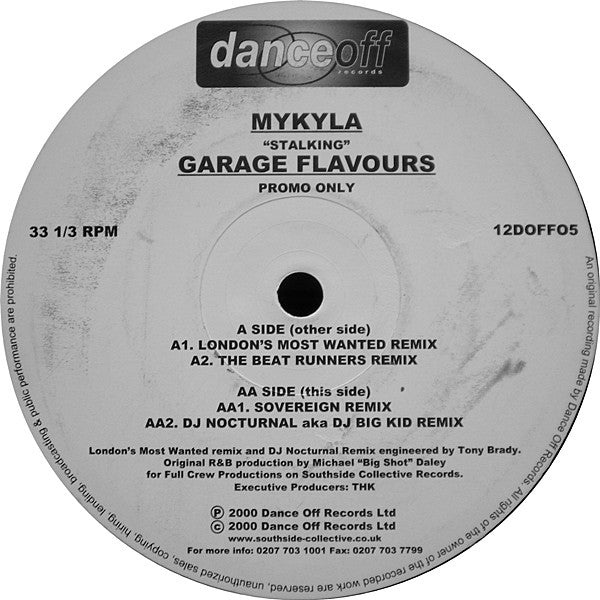 danceoff
records
MYKYLA
"STALKING"
GARAGE FLAVOURS
PROMO ONLY
33 1/3 RPM
12DOFFO5
A SIDE (other side)
A1. LONDON'S MOST WANTED REMIX
A2. THE BEAT RUNNERS REMIX
AA SIDE (this side)
AA1. SOVEREIGN REMIX
AA2. DJ NOCTURNAL aka DJ BIG KID REMIX
London's Most Wanted remix and DJ Nocturnal Remix engineered by Tony Brady.
Original R&B production by Michael "Big Shot" Daley
for Full Crew Productions on Southside Collective Records.
Executive Producers: THK
Ⓟ 2000 Dance Off Records Ltd
© 2000 Dance Off Records Ltd
www.southside-collective.co.uk
For more info: 0207 703 1001 Fax: 0207 703 7799
An original recording made by Dance Off Records. All rights of the owner of the recorded work are reserved, unauthorized sales, copying, hiring, lending broadcasting & public performance are prohibited.